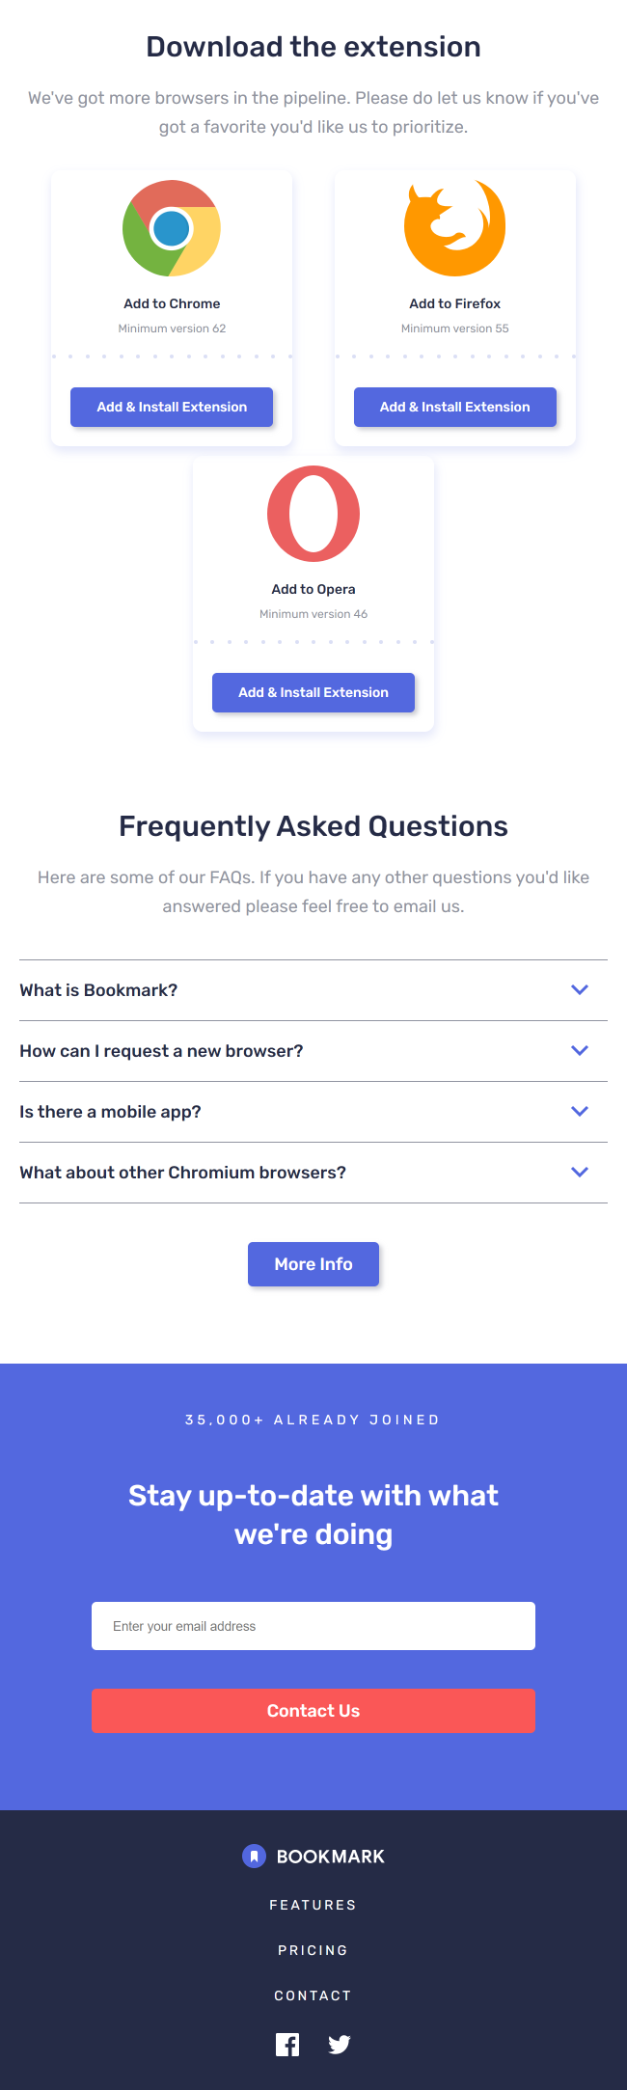 Download the extension
We've got more browsers in the pipeline. Please do let us know if you've
got a favorite you'd like us to prioritize.
Add to Chrome
Minimum version 62
Add & Install Extension
Add to Firefox
Minimum version 55
Add & Install Extension
Add to Opera
Minimum version 46
Add & Install Extension
Frequently Asked Questions
Here are some of our FAQs. If you have any other questions you'd like
answered please feel free to email us.
What is Bookmark?
How can I request a new browser?
Is there a mobile app?
What about other Chromium browsers?
More Info
35,000+ ALREADY JOINED
Stay up-to-date with what
we're doing
Enter your email address
Contact Us
BOOKMARK
FEATURES
PRICING
CONTACT